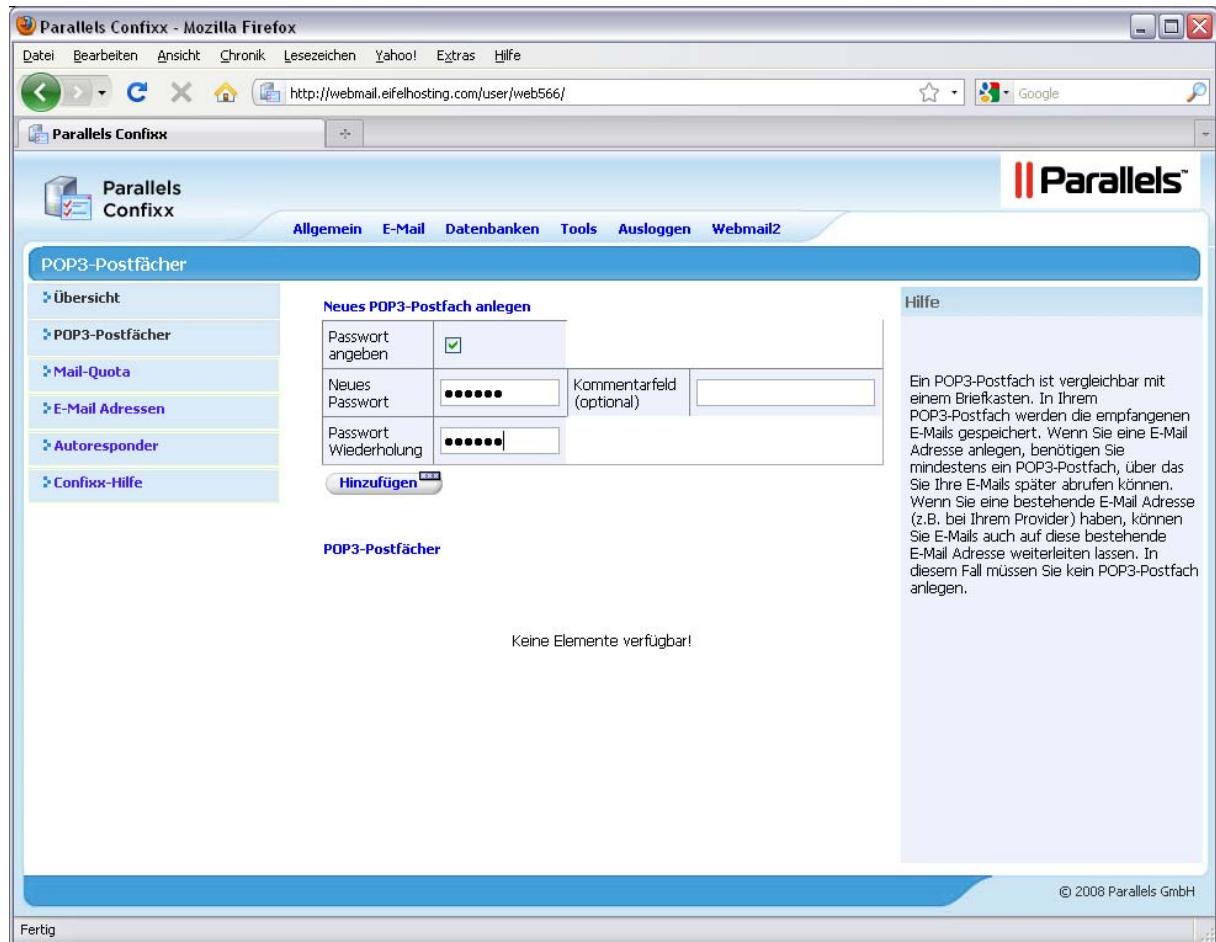 Parallels Confixx - Mozilla Firefox
Datei Bearbeiten Ansicht Chronik Lesezeichen Yahoo! Extras Hilfe
http://webmail.eifelhosting.com/user/web566/
Google
Parallels Confixx
Parallels
Confixx
Parallels™
Allgemein E-Mail Datenbanken Tools Ausloggen Webmail2
POP3-Postfächer
Übersicht
POP3-Postfächer
Mail-Quota
E-Mail Adressen
Autoresponder
Confixx-Hilfe
Neues POP3-Postfach anlegen
Passwort
angeben
Neues
Passwort
●●●●●●
Kommentarfeld
(optional)
Passwort
Wiederholung
●●●●●●
Hinzufügen
POP3-Postfächer
Keine Elemente verfügbar!
Hilfe
Ein POP3-Postfach ist vergleichbar mit
einem Briefkasten. In Ihrem
POP3-Postfach werden die empfangenen
E-Mails gespeichert. Wenn Sie eine E-Mail
Adresse anlegen, benötigen Sie
mindestens ein POP3-Postfach, über das
Sie Ihre E-Mails später abrufen können.
Wenn Sie eine bestehende E-Mail Adresse
(z.B. bei Ihrem Provider) haben, können
Sie E-Mails auch auf diese bestehende
E-Mail Adresse weiterleiten lassen. In
diesem Fall müssen Sie kein POP3-Postfach
anlegen.
© 2008 Parallels GmbH
Fertig